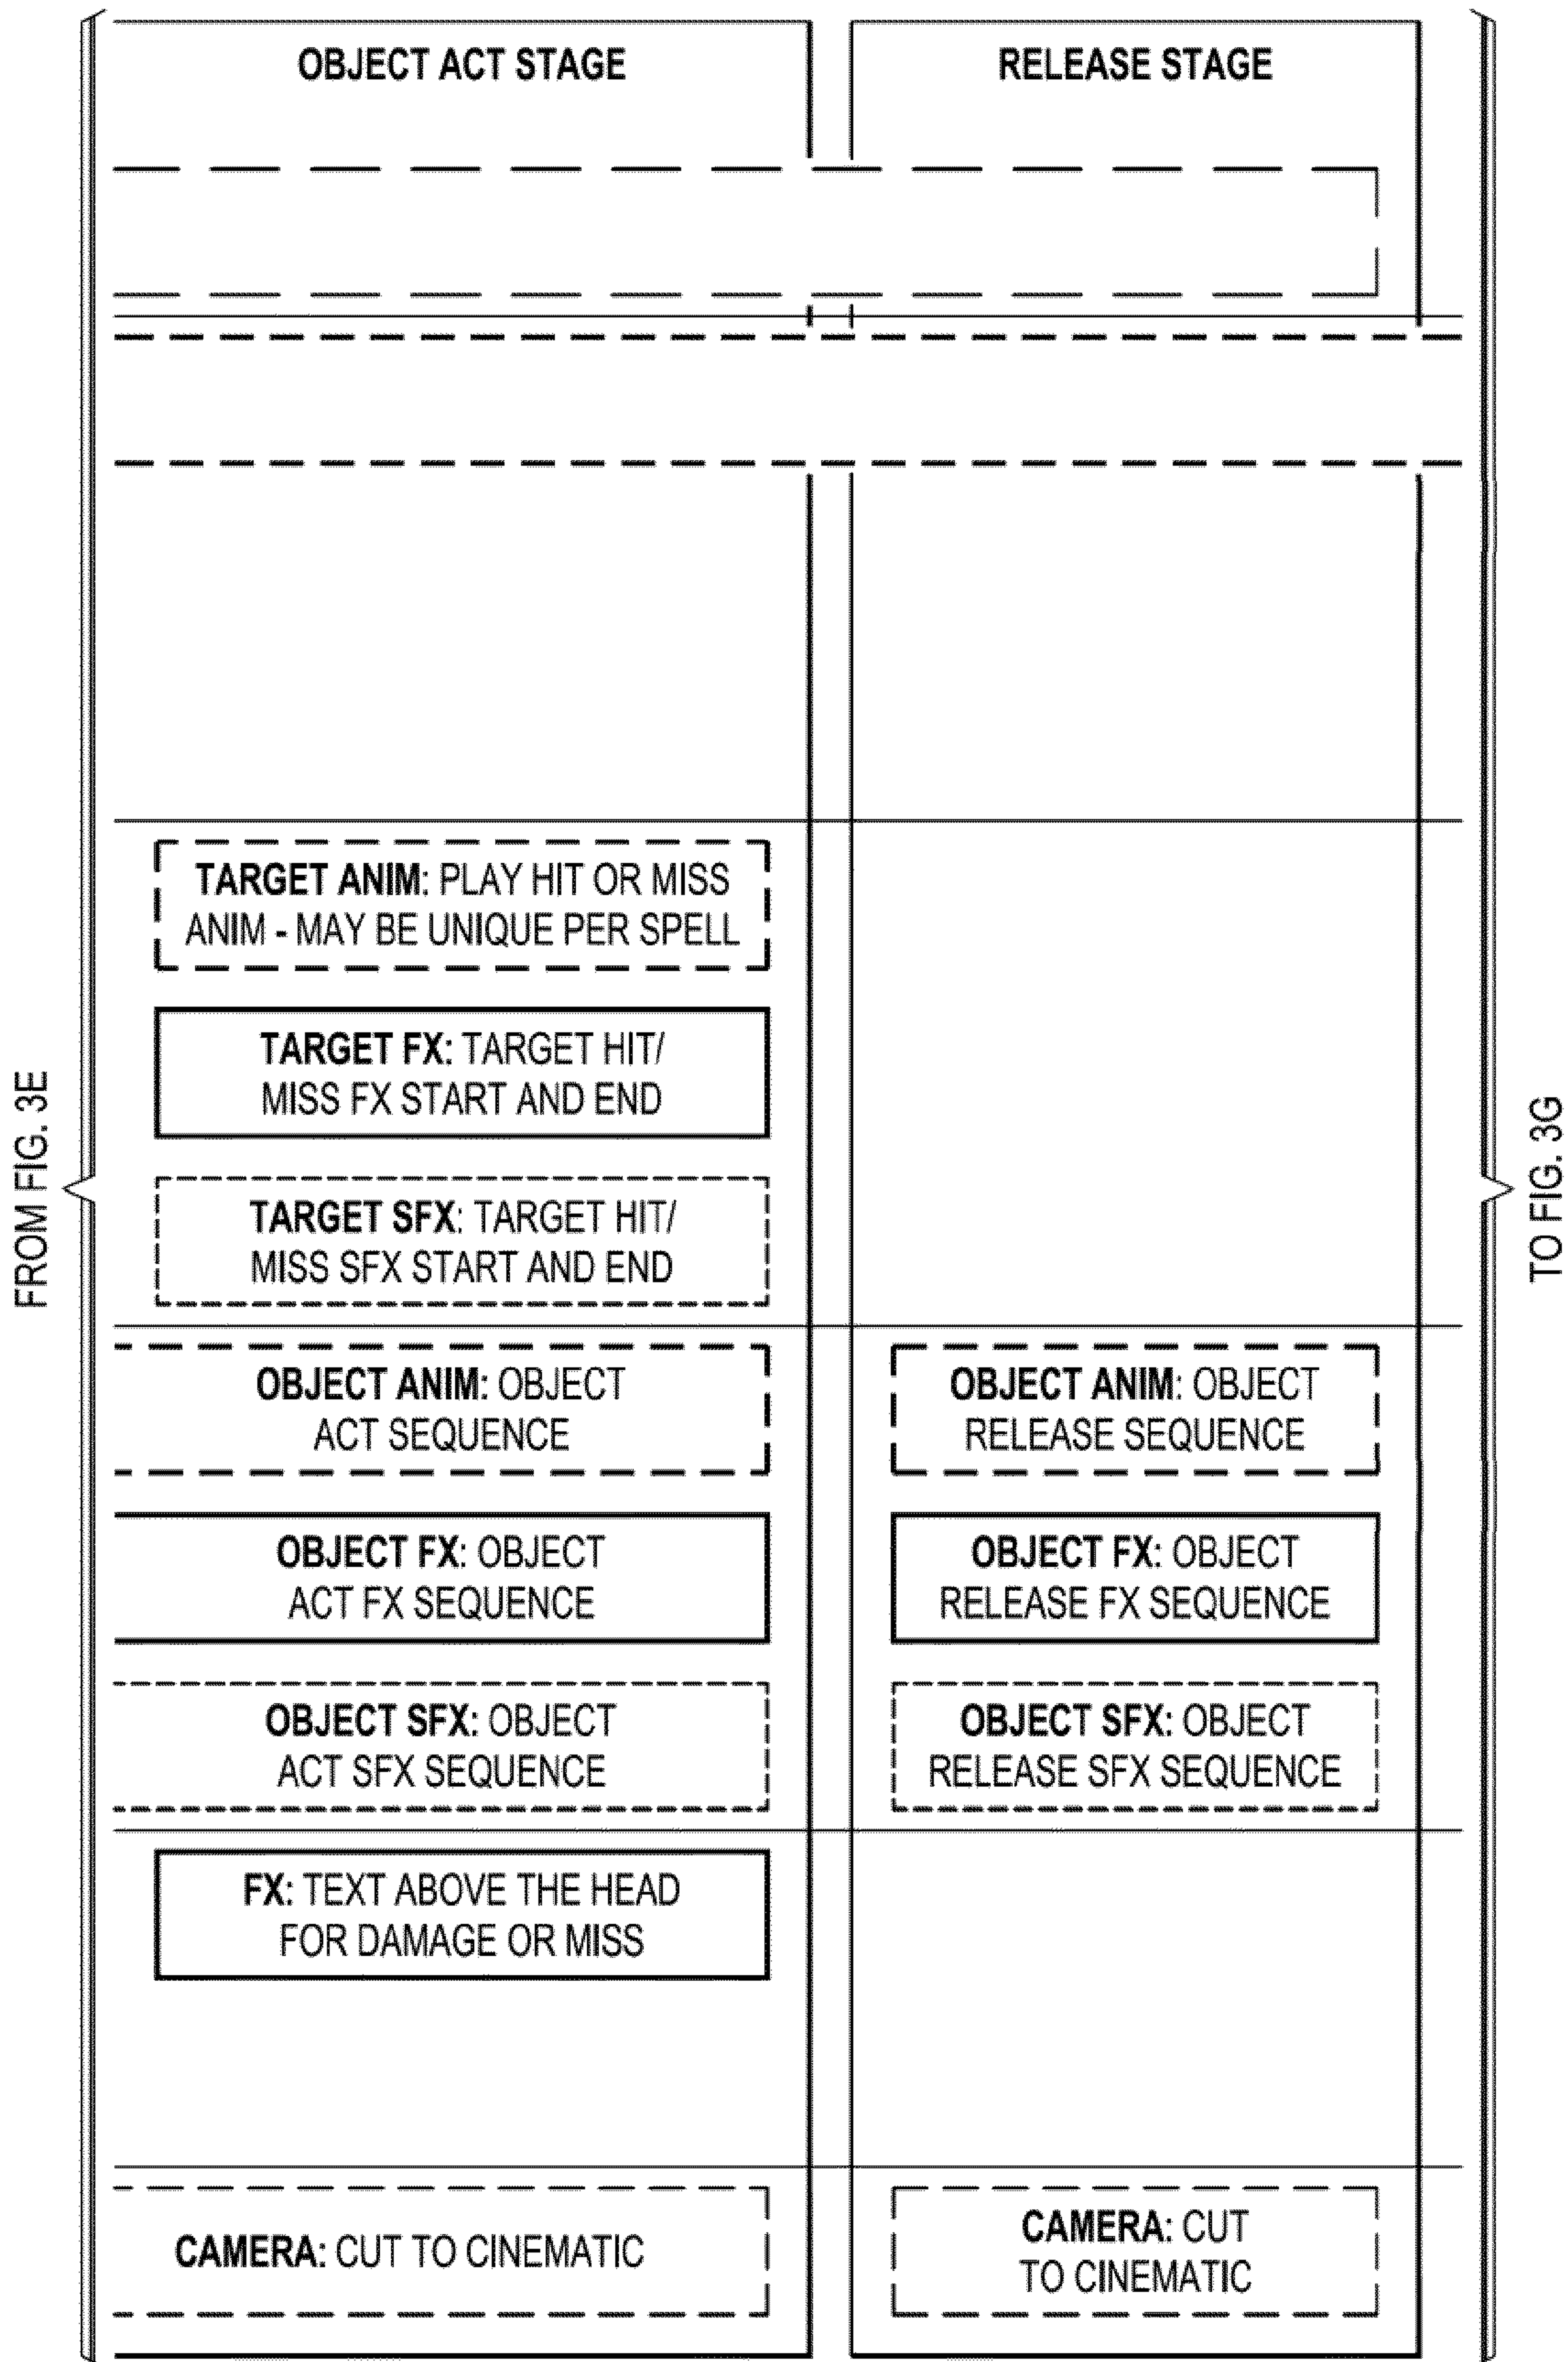 OBJECT ACT STAGE
RELEASE STAGE
FROM FIG. 3E
TARGET ANIM: PLAY HIT OR MISS
ANIM - MAY BE UNIQUE PER SPELL
TARGET FX: TARGET HIT/
MISS FX START AND END
TARGET SFX: TARGET HIT/
MISS SFX START AND END
OBJECT ANIM: OBJECT
ACT SEQUENCE
OBJECT ANIM: OBJECT
RELEASE SEQUENCE
OBJECT FX: OBJECT
ACT FX SEQUENCE
OBJECT FX: OBJECT
RELEASE FX SEQUENCE
OBJECT SFX: OBJECT
ACT SFX SEQUENCE
OBJECT SFX: OBJECT
RELEASE SFX SEQUENCE
FX: TEXT ABOVE THE HEAD
FOR DAMAGE OR MISS
CAMERA: CUT TO CINEMATIC
CAMERA: CUT
TO CINEMATIC
TO FIG. 3G